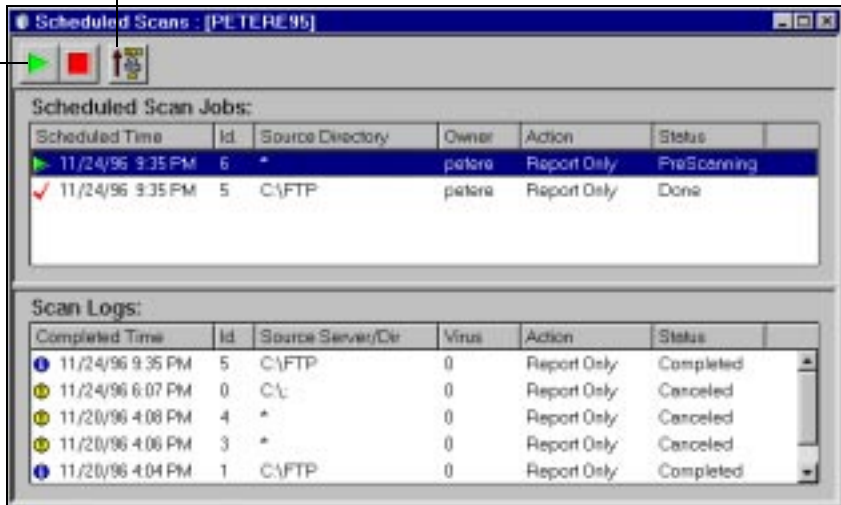 Scheduled Scans : [PETERE95]
Scheduled Scan Jobs:
Scheduled Time Id Source Directory Owner Action Status
11/24/96 9:35 PM 6 * petere Report Only PreScanning
11/24/96 9:35 PM 5 C:\FTP petere Report Only Done
Scan Logs:
Completed Time Id Source Server/Dir Virus Action Status
11/24/96 9:35 PM 5 C:\FTP 0 Report Only Completed
11/24/96 6:07 PM 0 C:\; 0 Report Only Canceled
11/20/96 4:08 PM 4 * 0 Report Only Canceled
11/20/96 4:06 PM 3 * 0 Report Only Canceled
11/20/96 4:04 PM 1 C:\FTP 0 Report Only Completed